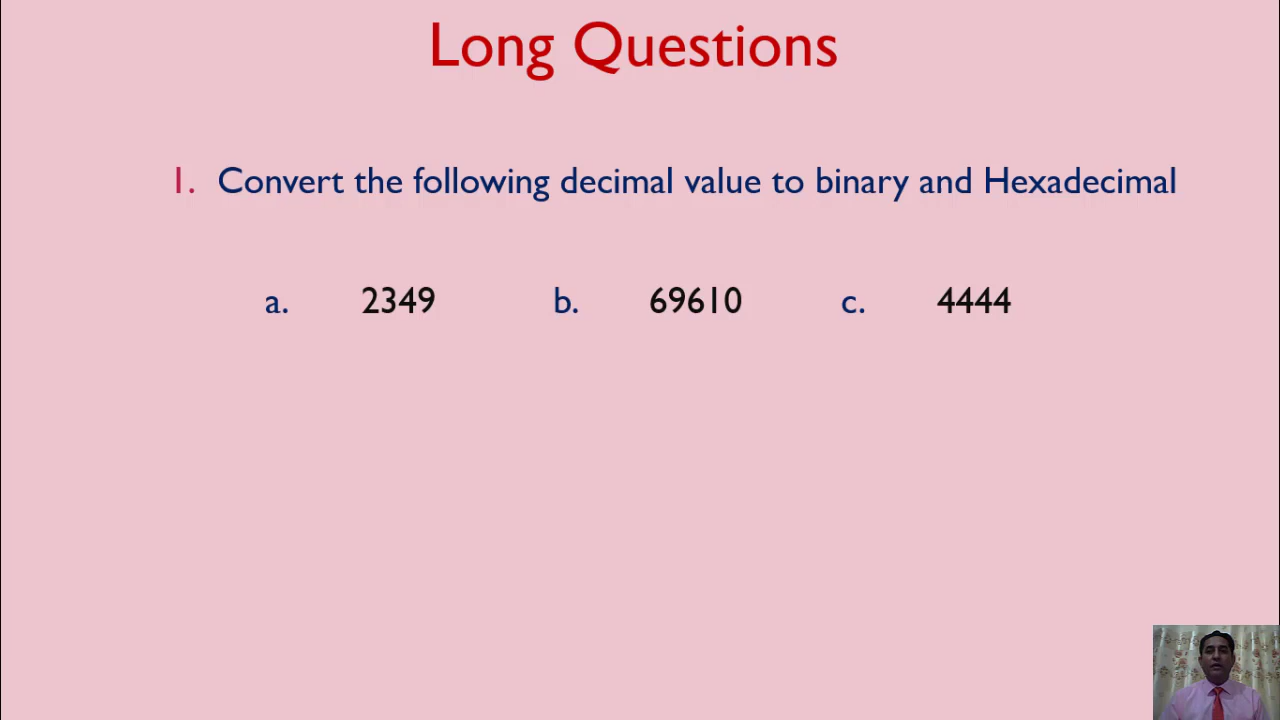 Long Questions
1. Convert the following decimal value to binary and Hexadecimal
a. 2349 b. 69610 c. 4444